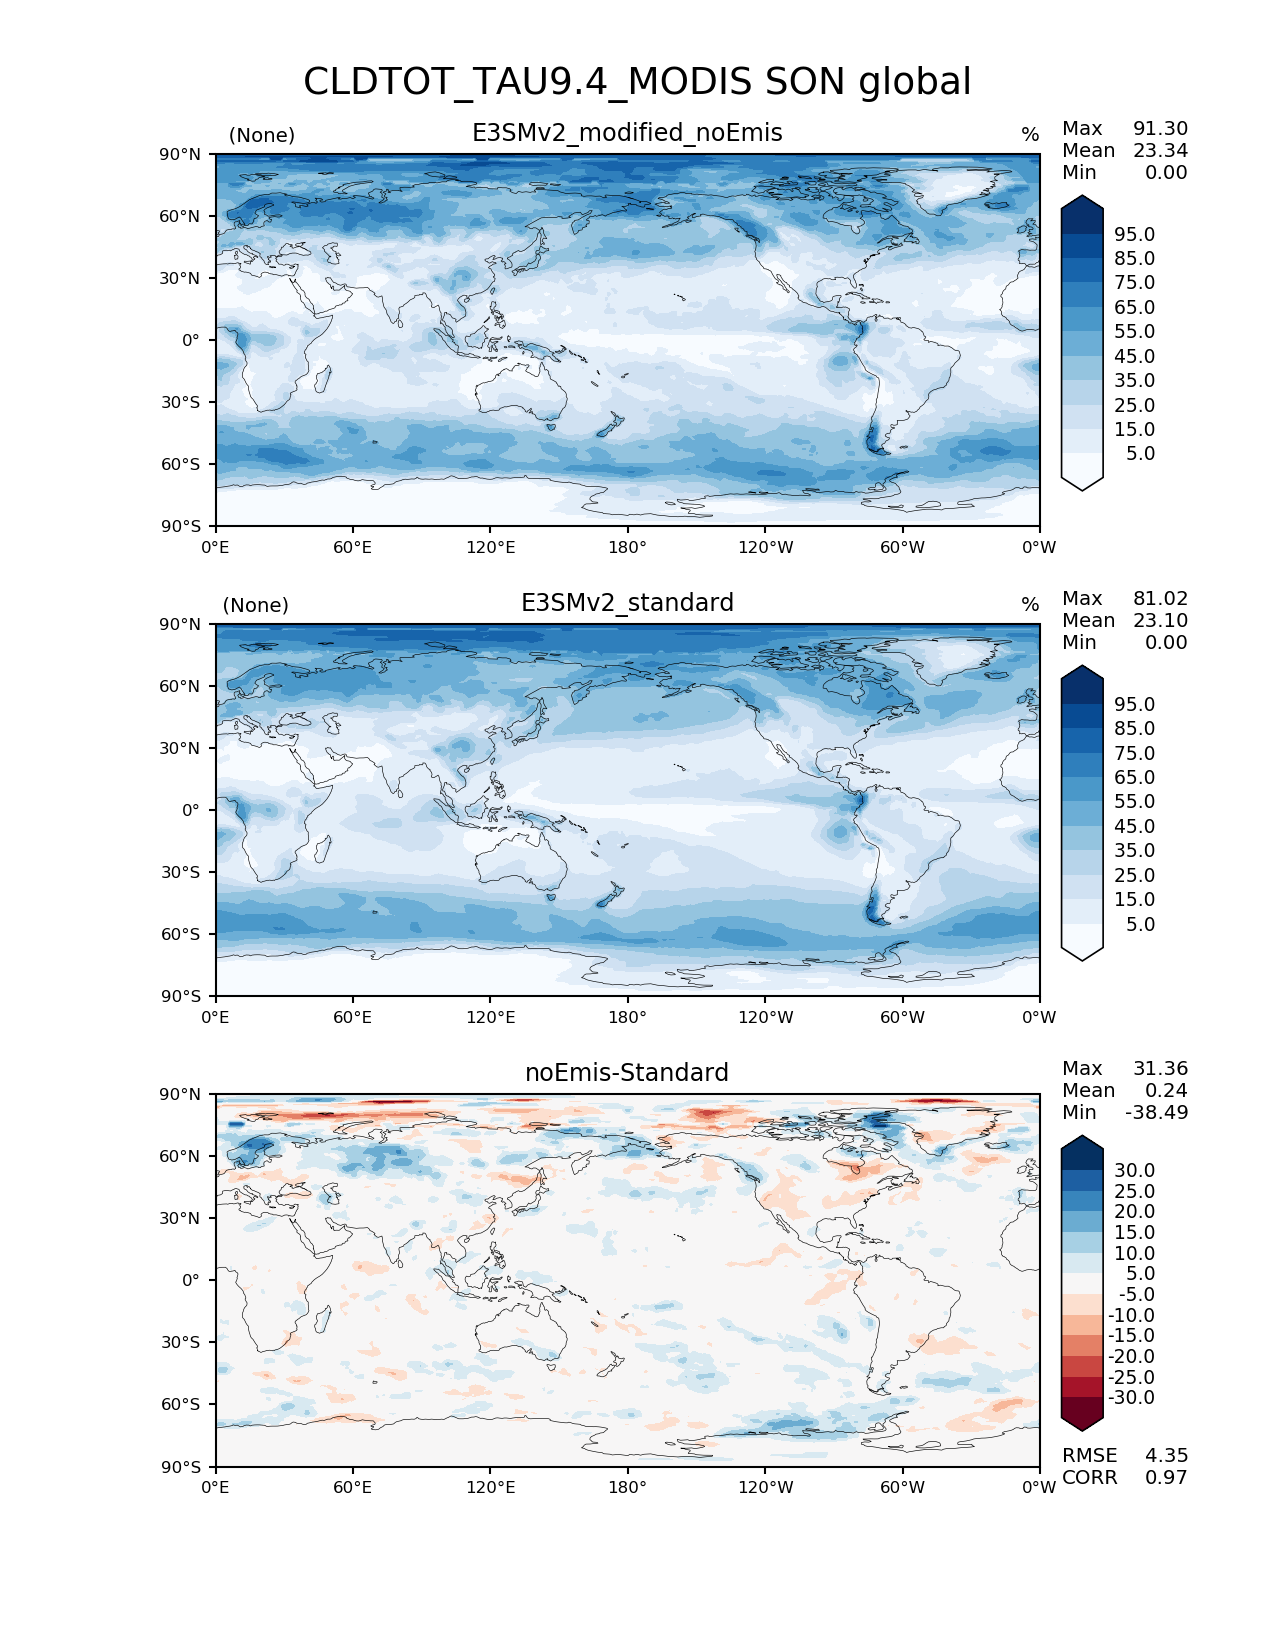 CLDTOT_TAU9.4_MODIS SON global
(None) E3SMv2_modified_noEmis %
Max 91.30
Mean 23.34
Min 0.00
90°N
60°N
30°N
0°
30°S
60°S
90°S
0°E 60°E 120°E 180° 120°W 60°W 0°W
95.0
85.0
75.0
65.0
55.0
45.0
35.0
25.0
15.0
5.0
(None) E3SMv2_standard %
Max 81.02
Mean 23.10
Min 0.00
90°N
60°N
30°N
0°
30°S
60°S
90°S
0°E 60°E 120°E 180° 120°W 60°W 0°W
95.0
85.0
75.0
65.0
55.0
45.0
35.0
25.0
15.0
5.0
noEmis-Standard
Max 31.36
Mean 0.24
Min -38.49
90°N
60°N
30°N
0°
30°S
60°S
90°S
0°E 60°E 120°E 180° 120°W 60°W 0°W
30.0
25.0
20.0
15.0
10.0
5.0
-5.0
-10.0
-15.0
-20.0
-25.0
-30.0
RMSE 4.35
CORR 0.97